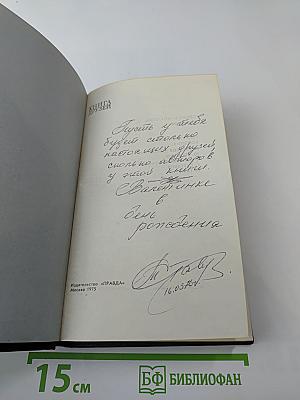 КНИГА
ДРУЗЕЙ
Пусть у тебя
будет столько
настоящих друзей,
сколько авторов
у этой книги.
Валентинке
в
день
рождения
Издательство «ПРАВДА»
Москва 1975
15 см
БФ БИБЛИОФАН